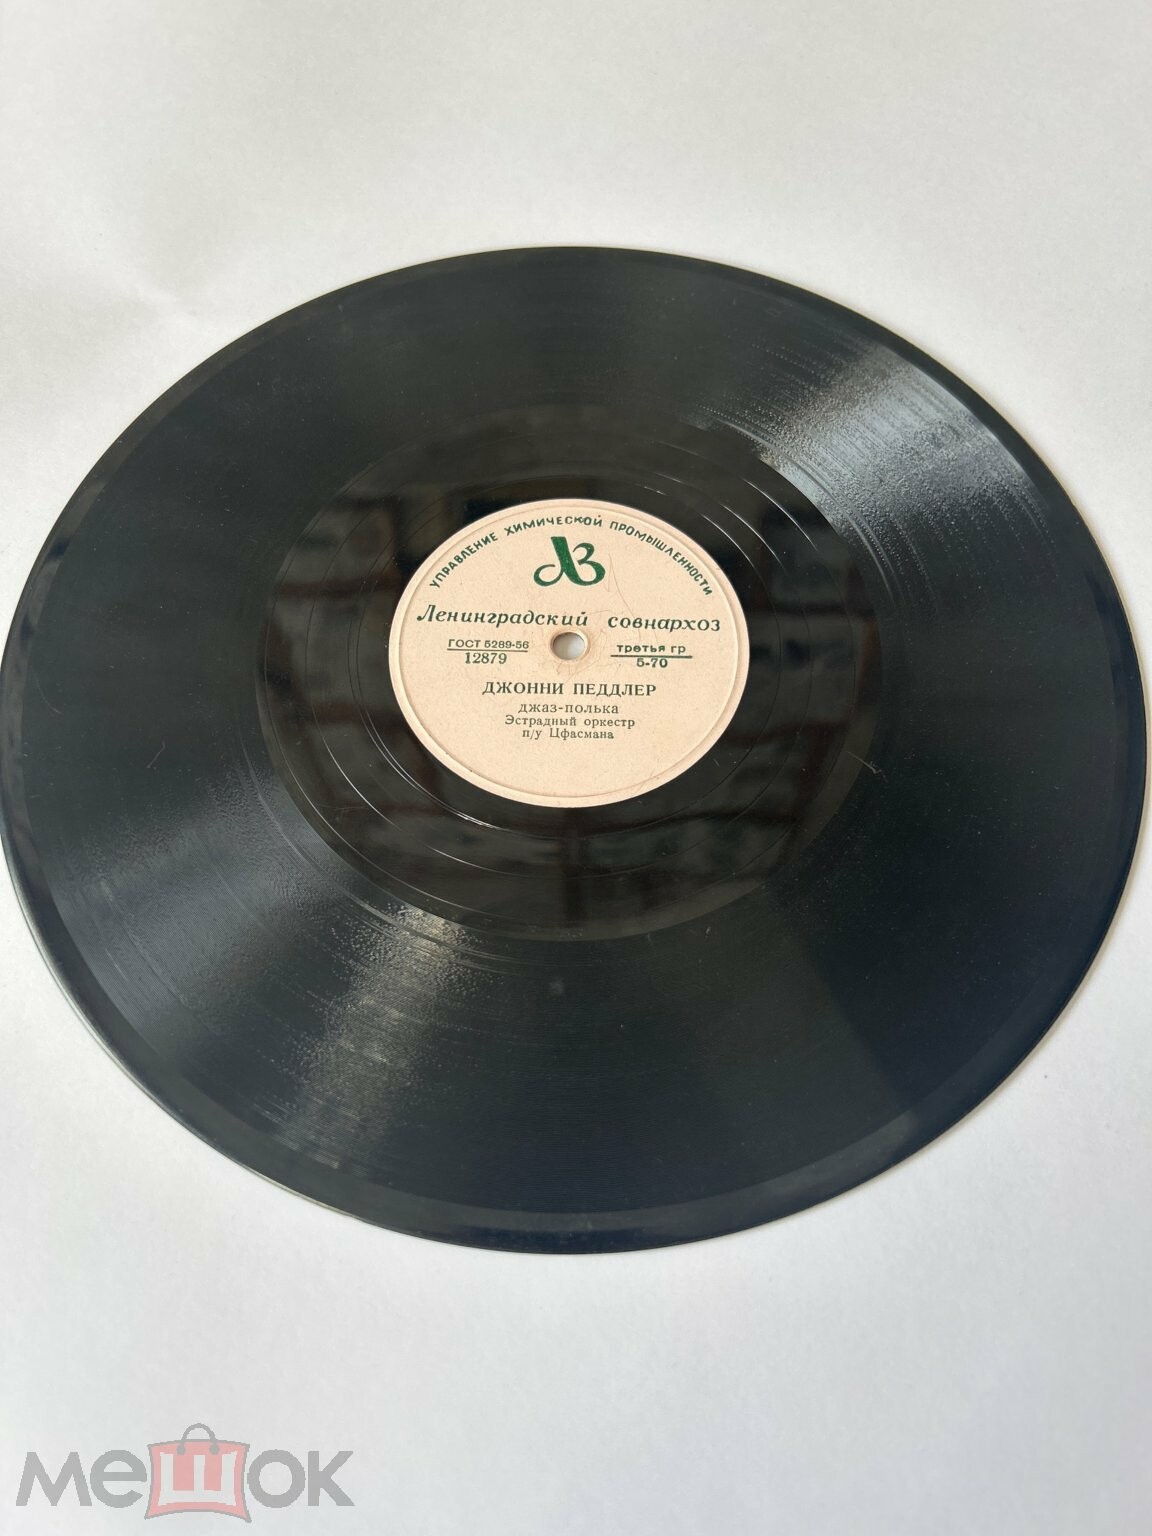 УПРАВЛЕНИЕ ХИМИЧЕСКОЙ ПРОМЫШЛЕННОСТИ
ЛЗ
Ленинградский совнархоз
ГОСТ 5289-56 третья гр
12879 5-70
ДЖОННИ ПЕДДЛЕР
джаз-полька
Эстрадный оркестр
п/у Цфасмана
мешок